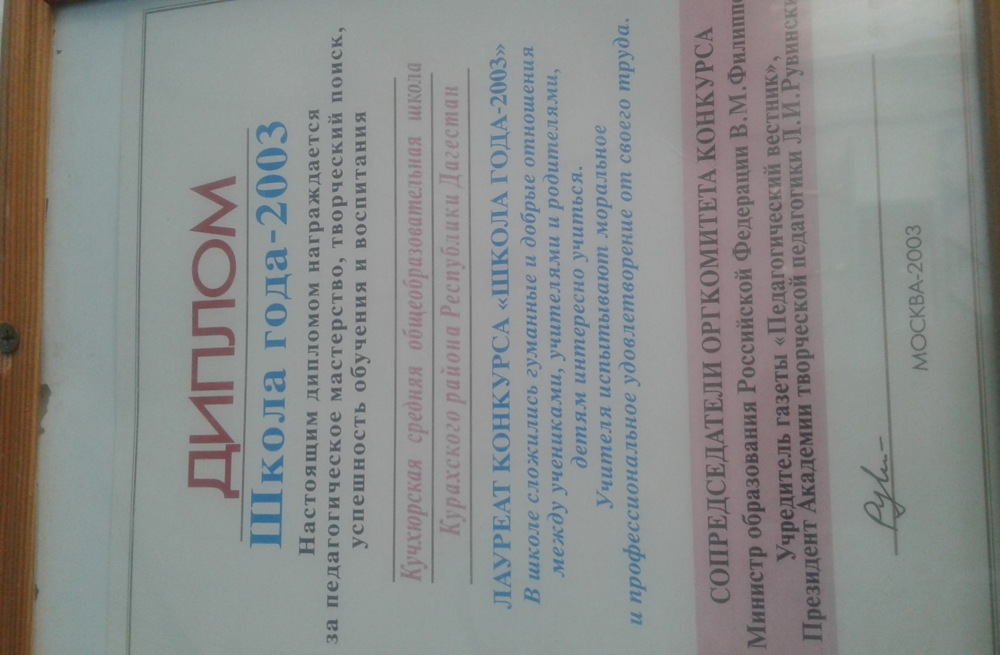 ДИПЛОМ
Школа года-2003
Настоящим дипломом награждается
за педагогическое мастерство, творческий поиск,
успешность обучения и воспитания
Кучхюрская средняя общеобразовательная школа
Курахского района Республики Дагестан
ЛАУРЕАТ КОНКУРСА «ШКОЛА ГОДА-2003»
В школе сложились гуманные и добрые отношения
между учениками, учителями и родителями,
детям интересно учиться.
Учителя испытывают моральное
и профессиональное удовлетворение от своего труда.
СОПРЕДСЕДАТЕЛИ ОРГКОМИТЕТА КОНКУРСА
Министр образования Российской Федерации В.М.Филиппо
Учредитель газеты «Педагогический вестник»,
Президент Академии творческой педагогики Л.И.Рувински
МОСКВА-2003